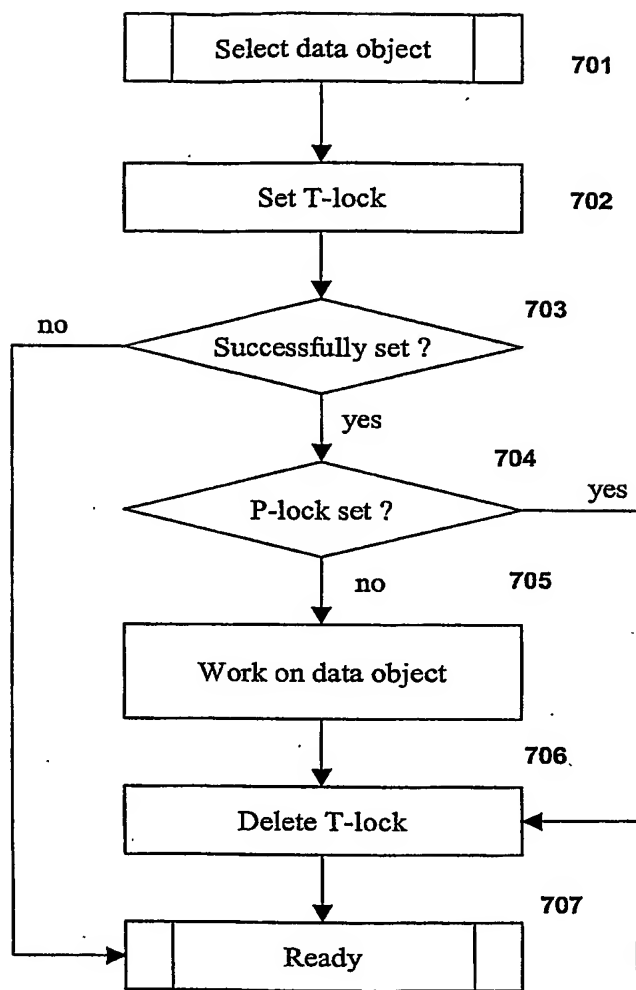 Select data object
701
Set T-lock
702
703
no
Successfully set ?
yes
704
yes
P-lock set ?
no
705
Work on data object
706
Delete T-lock
707
Ready